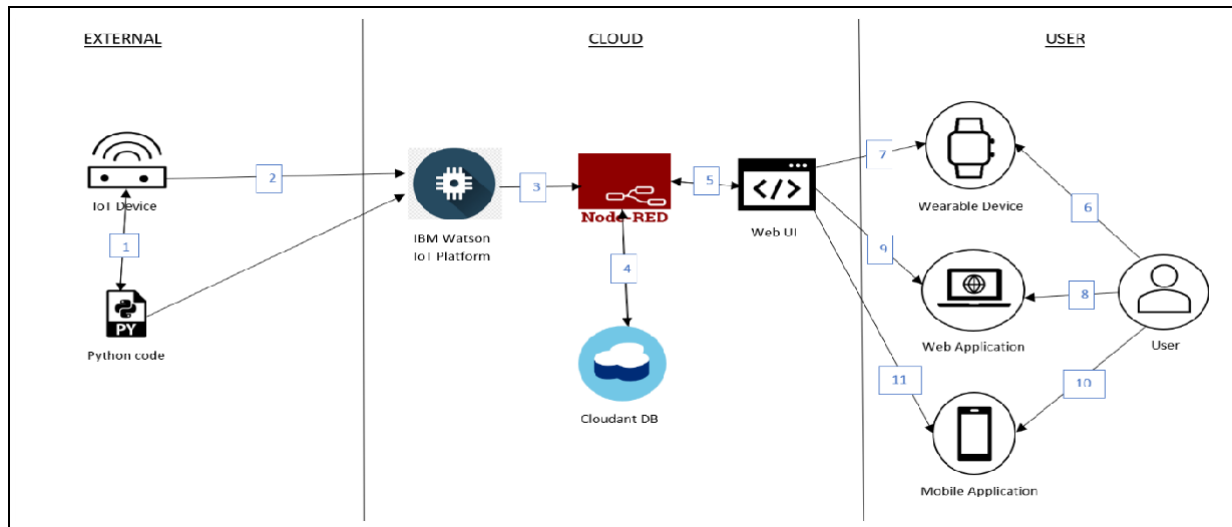 EXTERNAL
CLOUD
USER
IoT Device
1
PY
Python code
2
IBM Watson
IoT Platform
3
Node-RED
4
Cloudant DB
5
</>
Web UI
7
9
11
Wearable Device
6
Web Application
8
User
10
Mobile Application